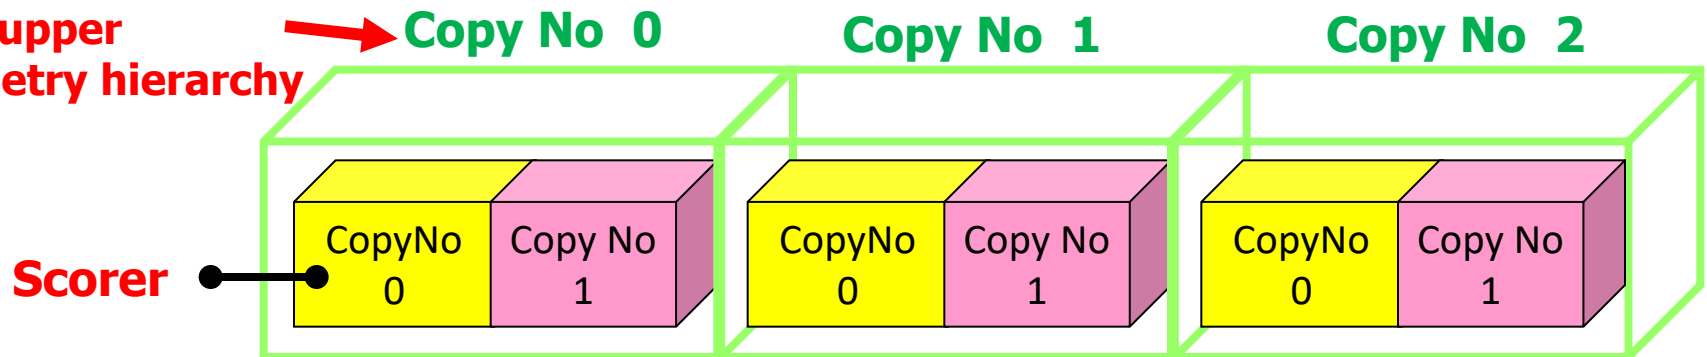 upper
etry hierarchy
Copy No 0
Copy No 1
Copy No 2
Scorer
CopyNo
0
Copy No
1
CopyNo
0
Copy No
1
CopyNo
0
Copy No
1